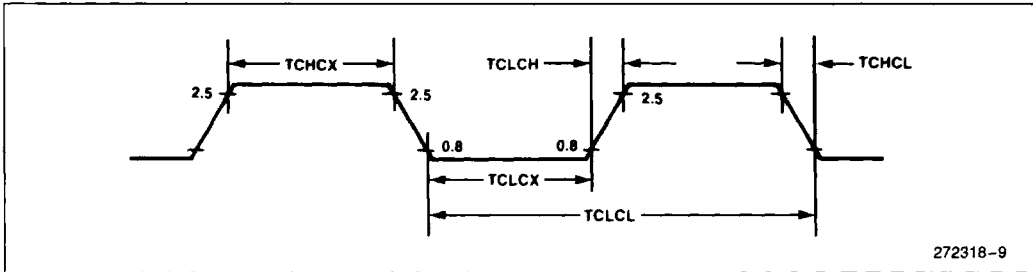 TCHCX
TCLCH
TCHCL
2.5
2.5
2.5
0.8
0.8
TCLCX
TCLCL
272318-9